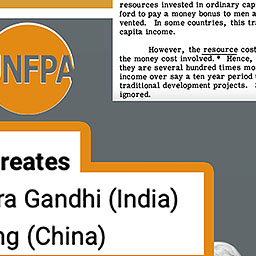 resources invested in ordinary cap
ford to pay a money bonus to men a
vented. In some countries, this tra
capita income.
However, the resource cost
the money cost involved.* Hence,
they are several hundred times mo
income over say a ten year period
traditional development projects.
ignored.
NFPA
reates
ra Gandhi (India)
ng (China)